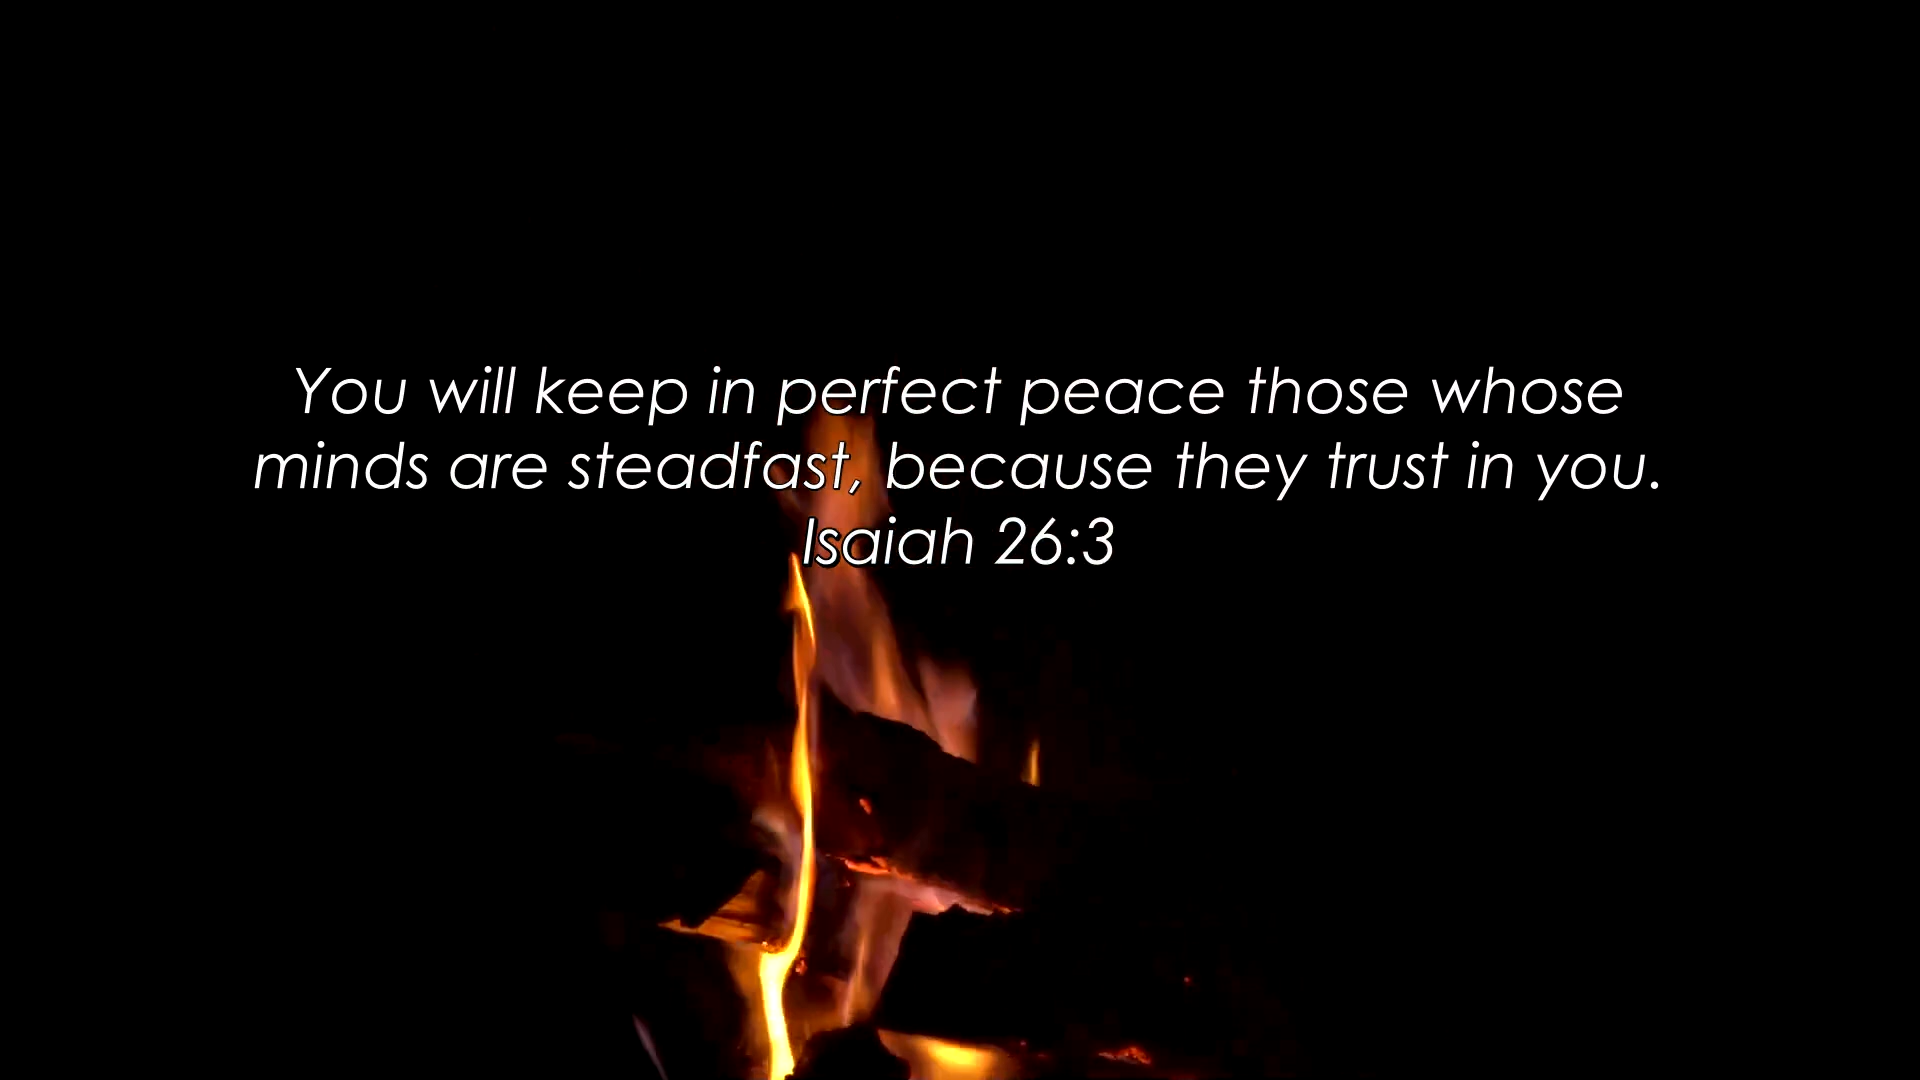 You will keep in perfect peace those whose
minds are steadfast, because they trust in you.
Isaiah 26:3